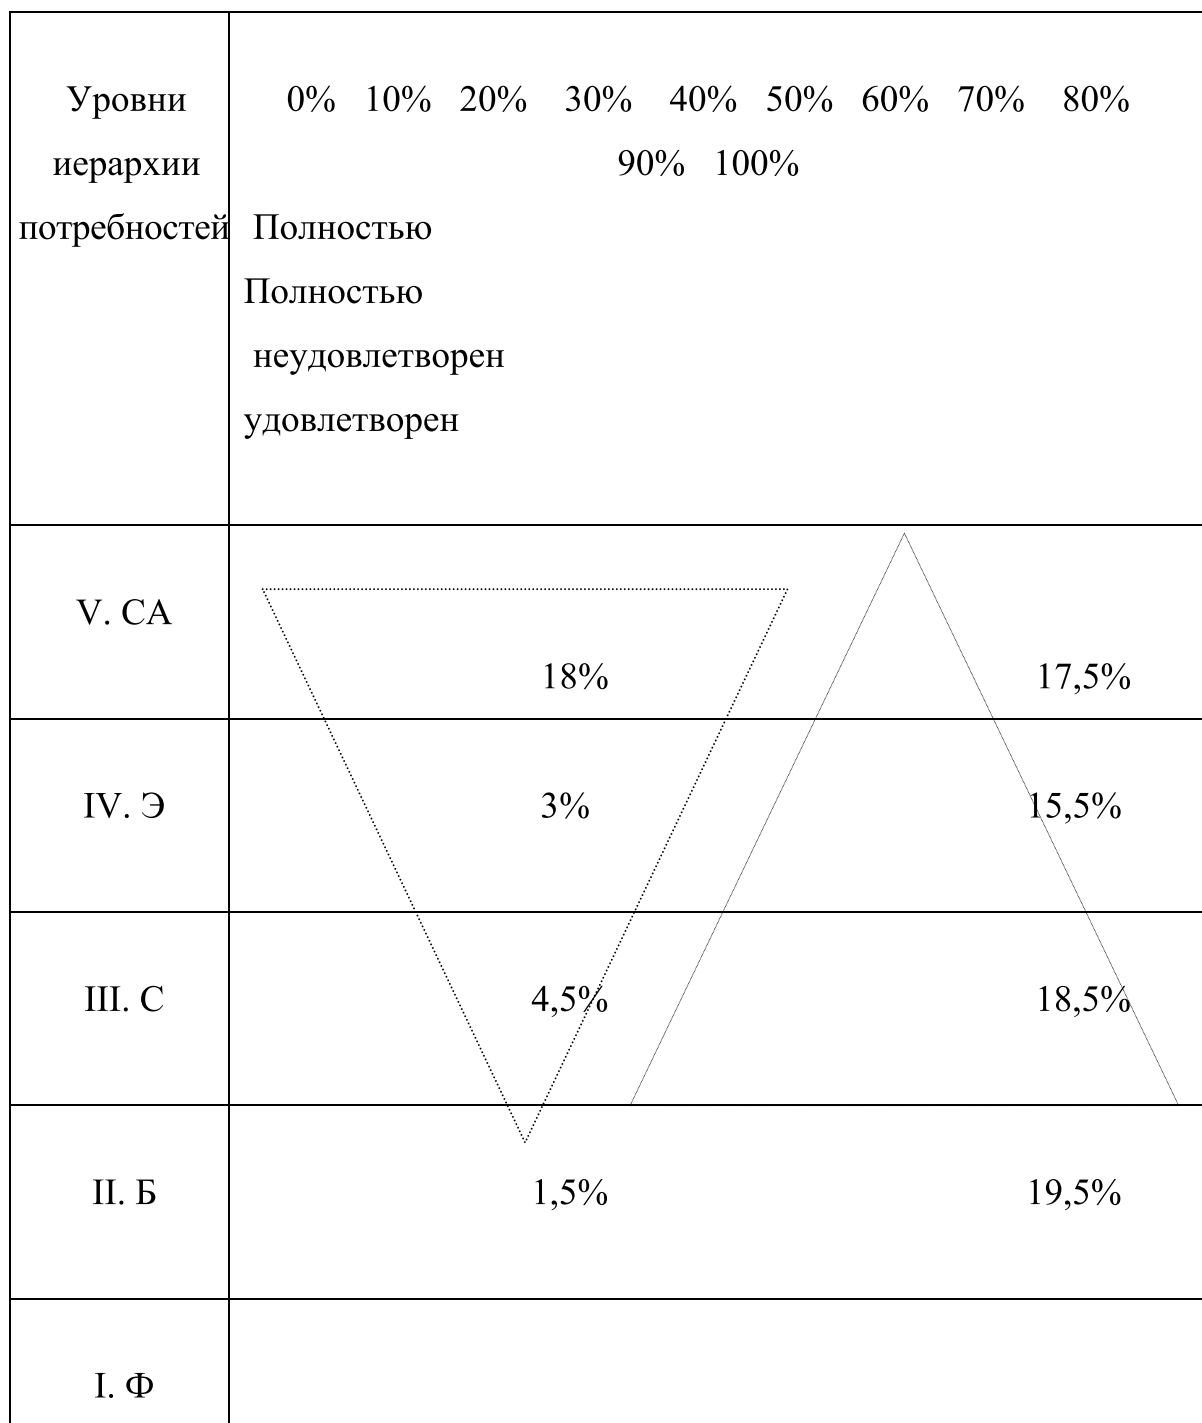 Уровни
иерархии
потребностей
0% 10% 20% 30% 40% 50% 60% 70% 80%
90% 100%
Полностью
Полностью
неудовлетворен
удовлетворен
V. СА
18% 17,5%
IV. Э
3% 15,5%
III. С
4,5% 18,5%
II. Б
1,5% 19,5%
I. Ф